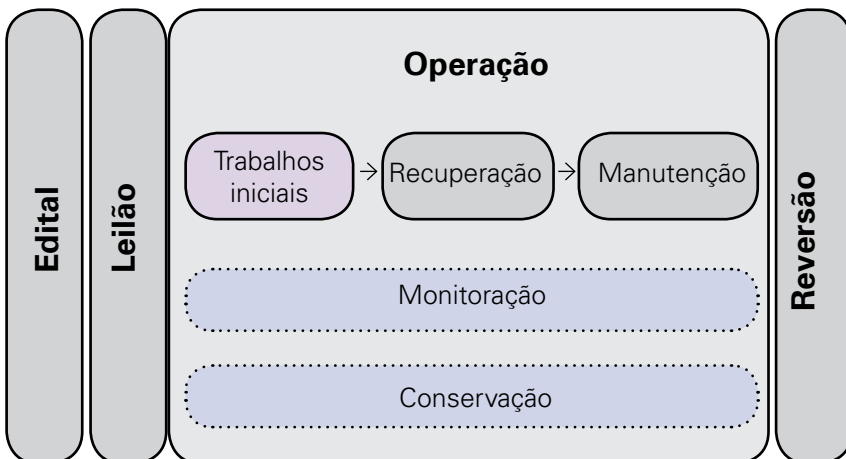 Edital
Leilão
Operação
Trabalhos
iniciais
Recuperação
Manutenção
Monitoração
Conservação
Reversão